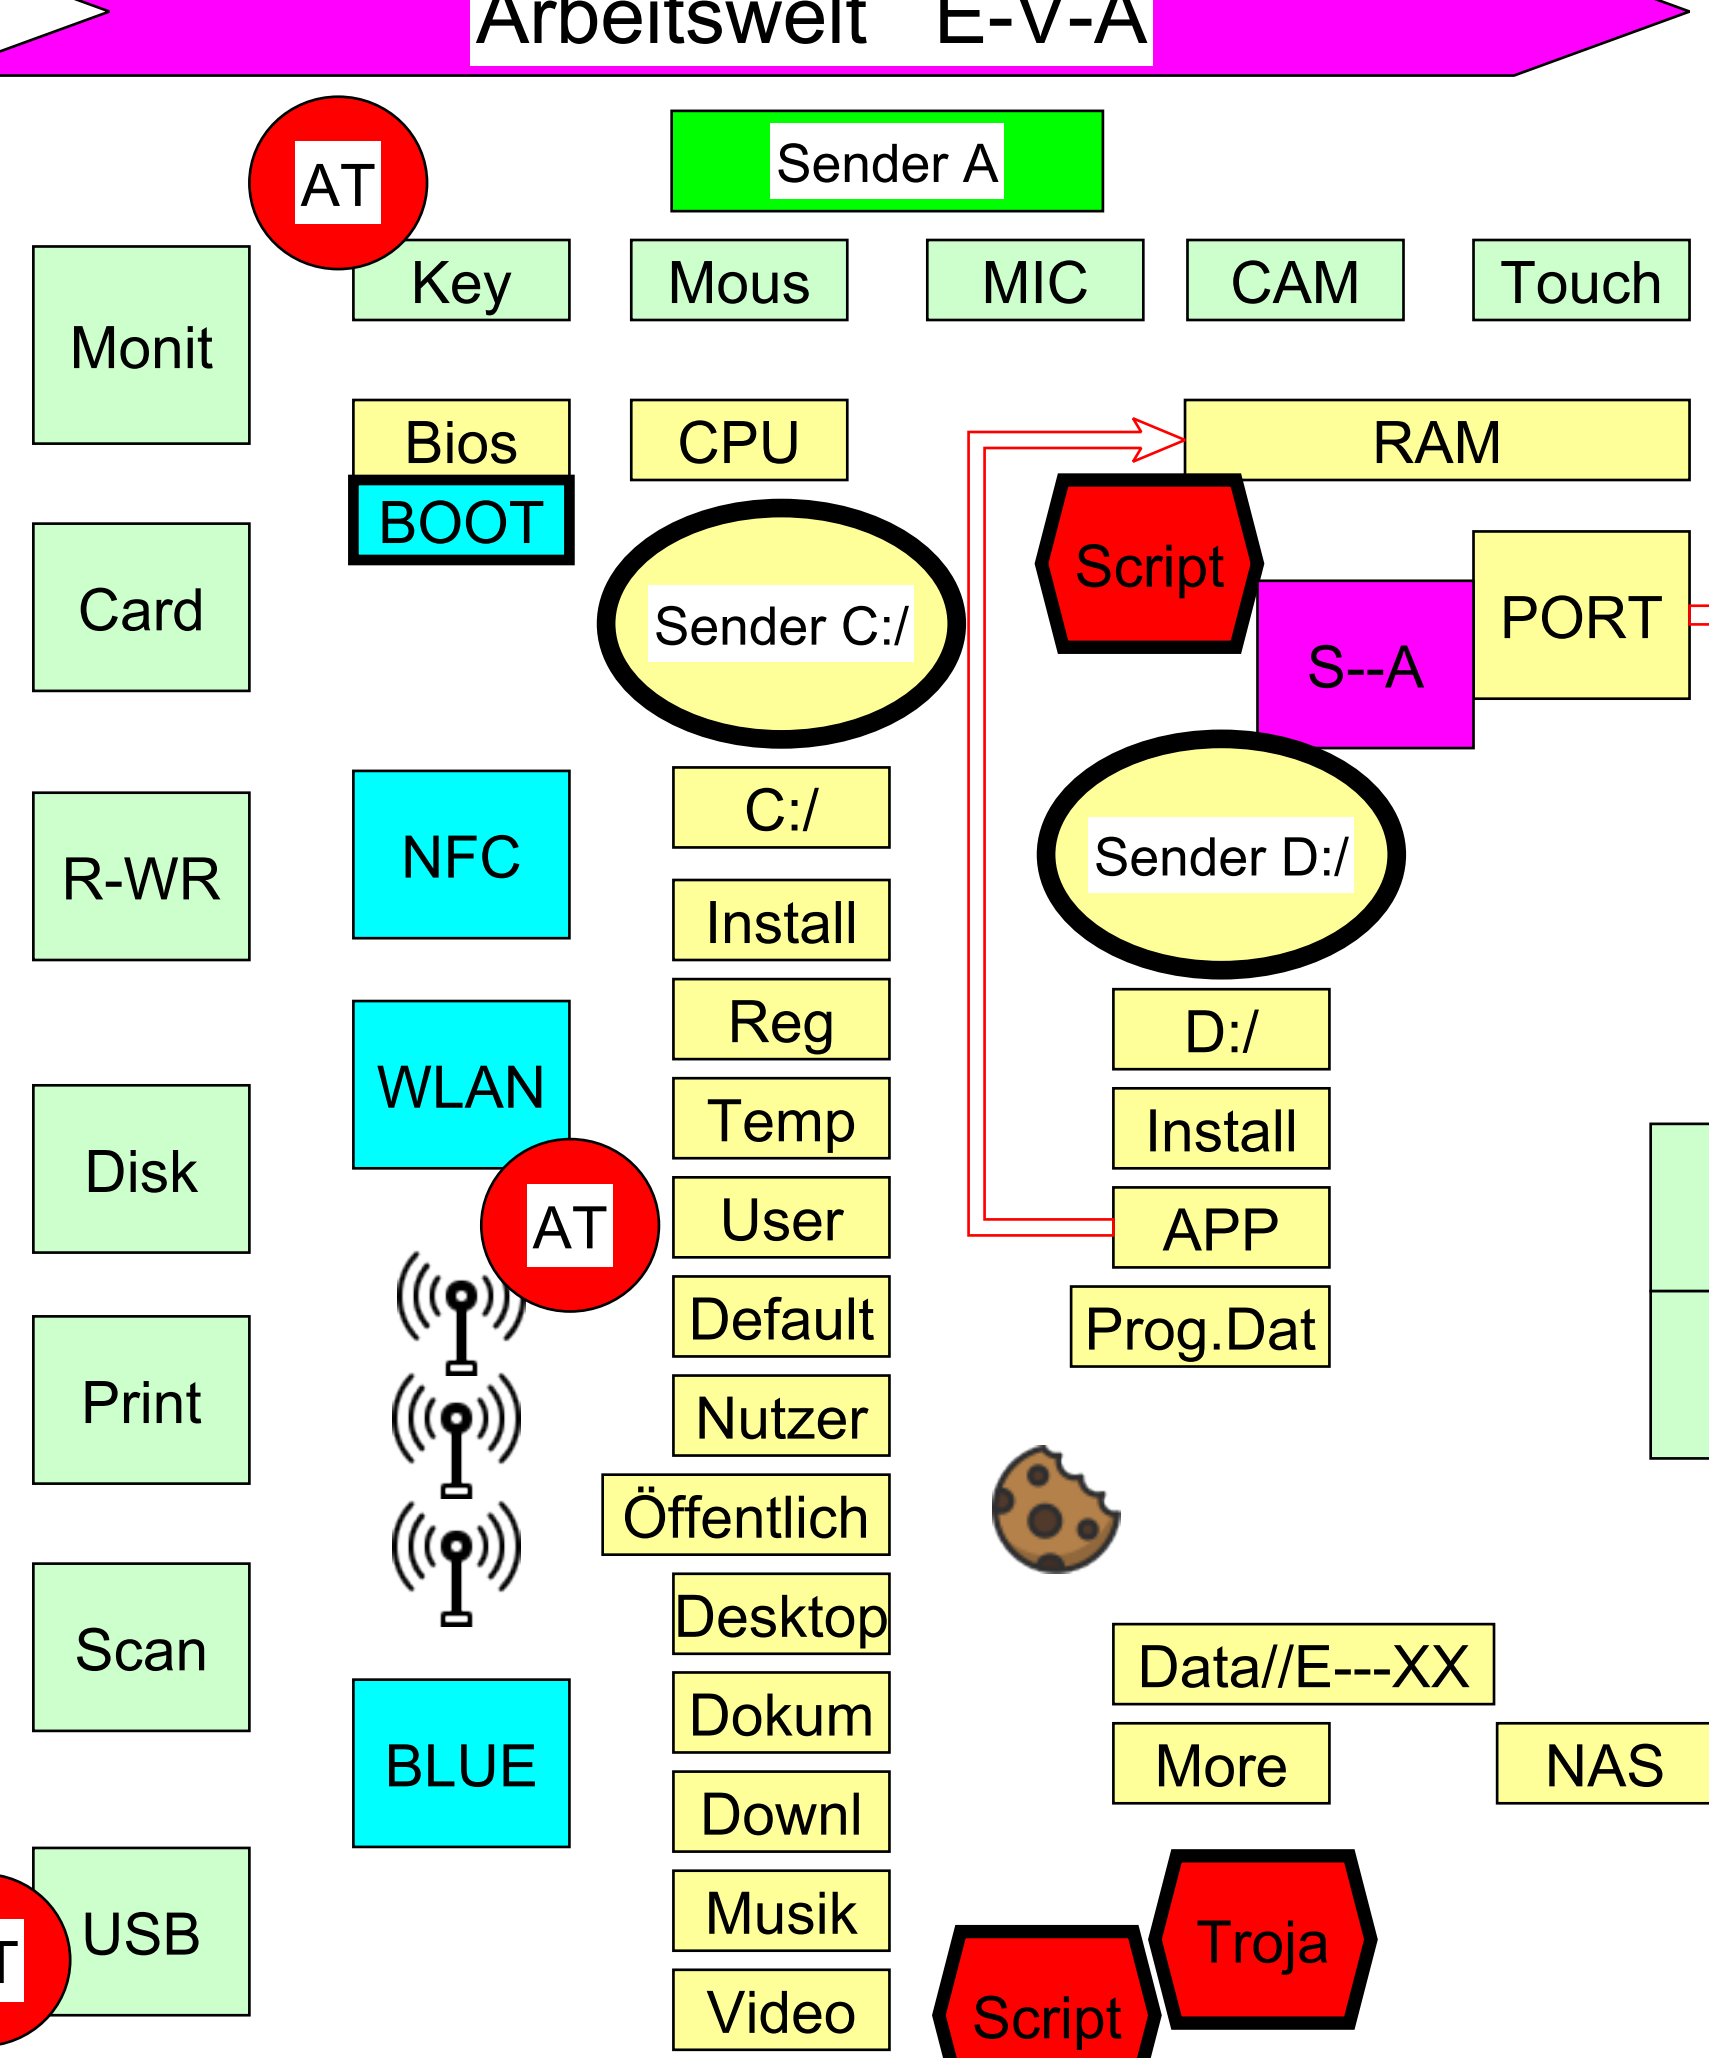 Arbeitswelt E-V-A
AT
Sender A
Key
Mous
MIC
CAM
Touch
Monit
Bios
CPU
RAM
BOOT
Script
Card
Sender C:/
PORT
S--A
C:/
NFC
Sender D:/
R-WR
Install
Reg
D:/
WLAN
Temp
Install
Disk
User
AT
APP
Default
Prog.Dat
Print
Nutzer
Öffentlich
Desktop
Scan
Data//E---XX
Dokum
BLUE
More
NAS
Downl
Musik
USB
Troja
T
Video
Script